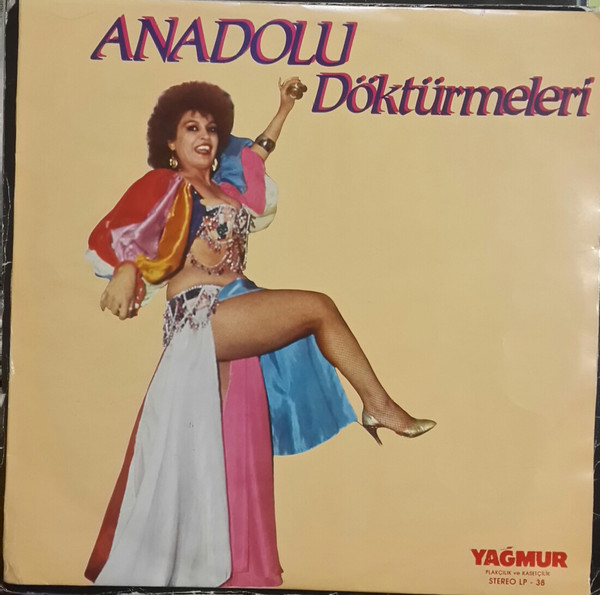 ANADOLU
Döktürmeleri
YAĞMUR
PLAKÇILIK ve KASETÇİLİK
STEREO LP - 38